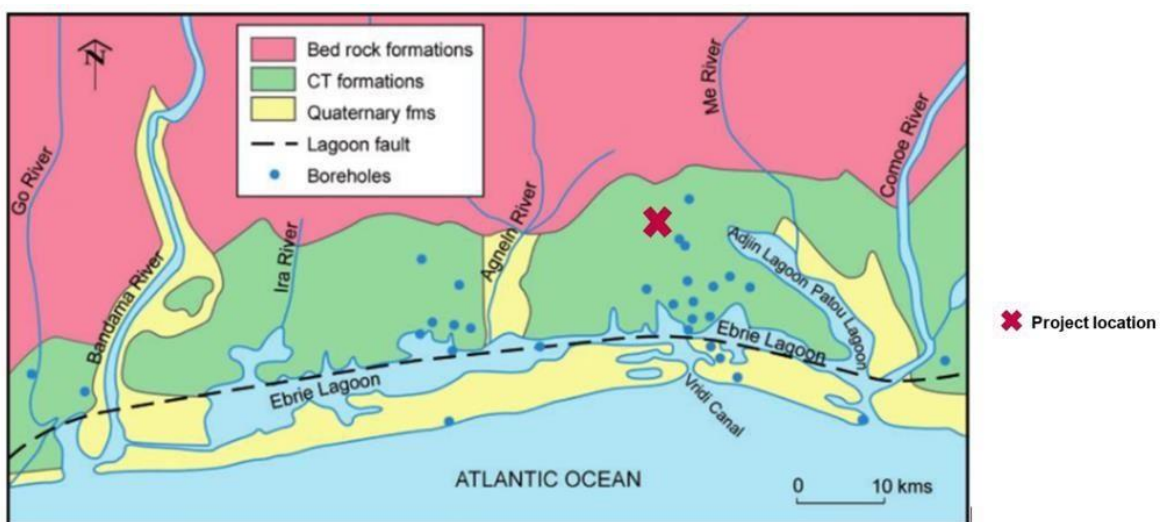 N
Bed rock formations
CT formations
Quaternary fms
Lagoon fault
Boreholes
Go River
Bandama River
Ira River
Agneln River
Me River
Comoe River
Adjin Lagoon Patou Lagoon
Ebrie Lagoon
Ebrie Lagoon
Vridi Canal
ATLANTIC OCEAN
0 10 kms
Project location